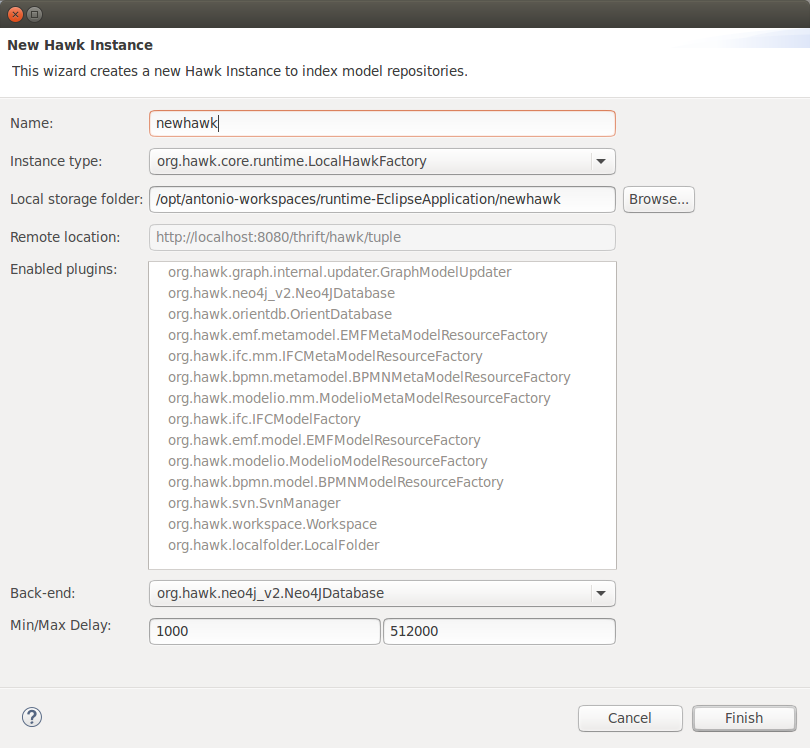 New Hawk Instance
This wizard creates a new Hawk Instance to index model repositories.
Name: newhawk
Instance type: org.hawk.core.runtime.LocalHawkFactory
Local storage folder: /opt/antonio-workspaces/runtime-EclipseApplication/newhawk Browse...
Remote location: http://localhost:8080/thrift/hawk/tuple
Enabled plugins: org.hawk.graph.internal.updater.GraphModelUpdater
org.hawk.neo4j_v2.Neo4JDatabase
org.hawk.orientdb.OrientDatabase
org.hawk.emf.metamodel.EMFMetaModelResourceFactory
org.hawk.ifc.mm.IFCMetaModelResourceFactory
org.hawk.bpmn.metamodel.BPMNMetaModelResourceFactory
org.hawk.modelio.mm.ModelioMetaModelResourceFactory
org.hawk.ifc.IFCModelFactory
org.hawk.emf.model.EMFModelResourceFactory
org.hawk.modelio.ModelioModelResourceFactory
org.hawk.bpmn.model.BPMNModelResourceFactory
org.hawk.svn.SvnManager
org.hawk.workspace.Workspace
org.hawk.localfolder.LocalFolder
Back-end: org.hawk.neo4j_v2.Neo4JDatabase
Min/Max Delay: 1000 512000
? Cancel Finish